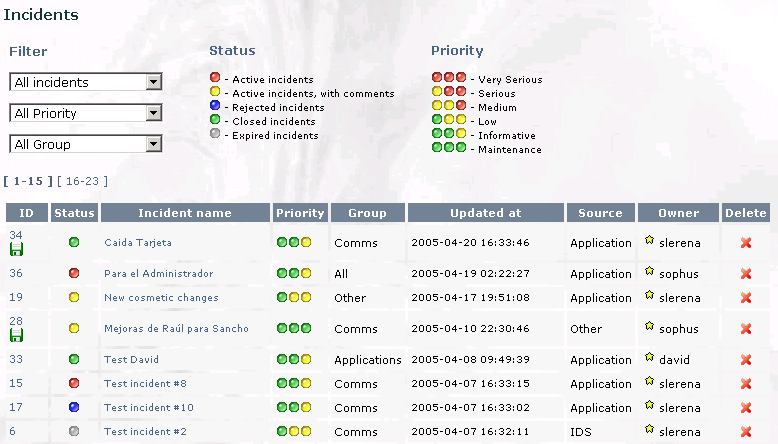 Incidents
Filter Status Priority
All incidents
All Priority
All Group
- Active incidents
- Active incidents, with comments
- Rejected incidents
- Closed incidents
- Expired incidents
- Very Serious
- Serious
- Medium
- Low
- Informative
- Maintenance
[ 1-15 ] [ 16-23 ]
ID Status Incident name Priority Group Updated at Source Owner Delete
34 Caida Tarjeta Comms 2005-04-20 16:33:46 Application slerena
36 Para el Administrador All 2005-04-19 02:22:27 Application sophus
19 New cosmetic changes Other 2005-04-17 19:51:08 Application slerena
28 Mejoras de Raúl para Sancho Comms 2005-04-10 22:30:46 Other sophus
33 Test David Applications 2005-04-08 09:49:39 Application david
15 Test incident #8 Comms 2005-04-07 16:33:15 Application slerena
17 Test incident #10 Comms 2005-04-07 16:33:02 Application slerena
6 Test incident #2 Comms 2005-04-07 16:32:11 IDS slerena